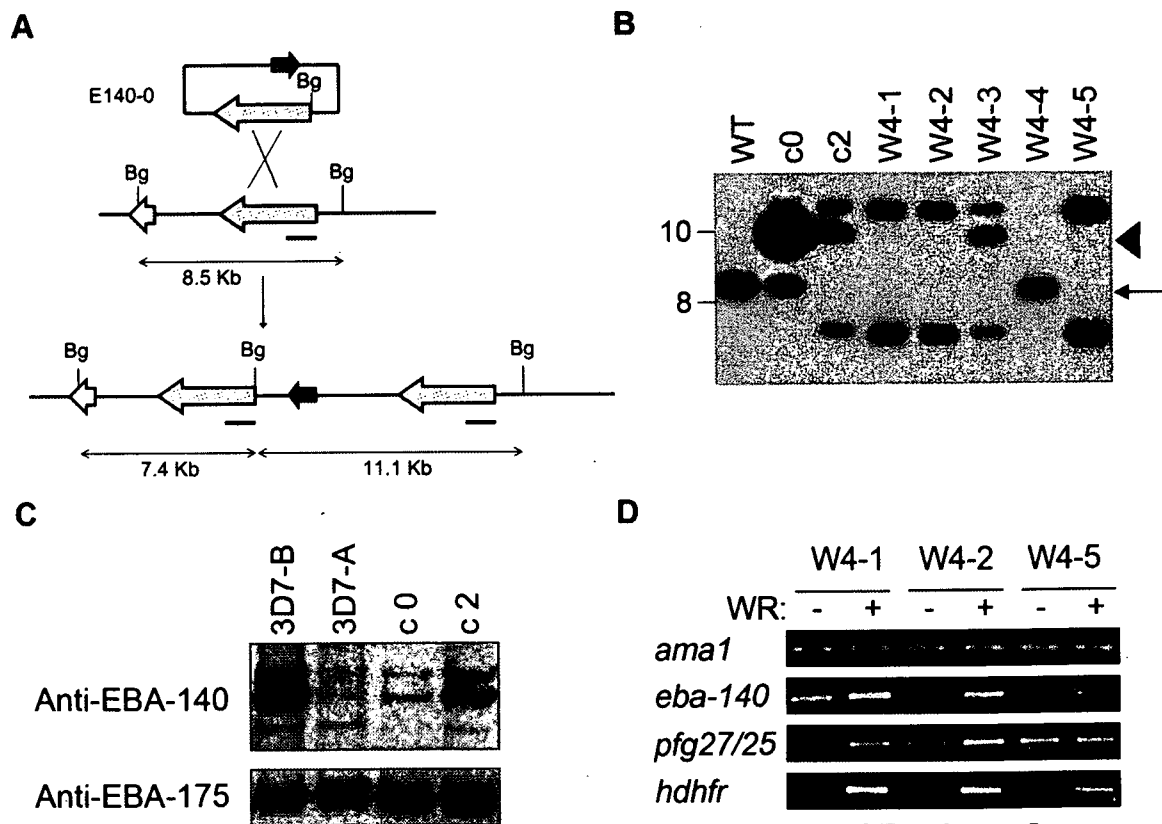 A
E140-0
Bg
Bg
Bg
8.5 Kb
Bg
Bg
Bg
7.4 Kb
11.1 Kb
B
WT
c0
c2
W4-1
W4-2
W4-3
W4-4
W4-5
10
8
C
3D7-B
3D7-A
c 0
c 2
Anti-EBA-140
Anti-EBA-175
D
W4-1 W4-2 W4-5
WR: - + - + - +
ama1
eba-140
pfg27/25
hdhfr